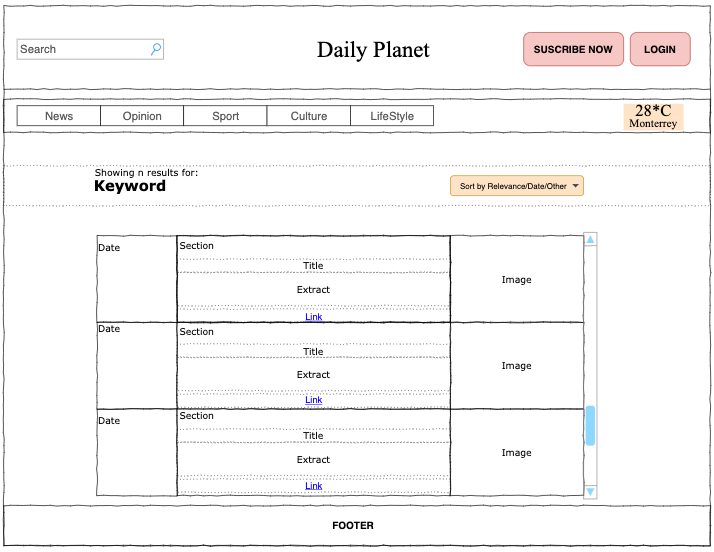 Search
Daily Planet
SUSCRIBE NOW
LOGIN
News
Opinion
Sport
Culture
LifeStyle
28*C
Monterrey
Showing n results for:
Keyword
Sort by Relevance/Date/Other
Date
Section
Title
Extract
Link
Image
Date
Section
Title
Extract
Link
Image
Date
Section
Title
Extract
Link
Image
FOOTER